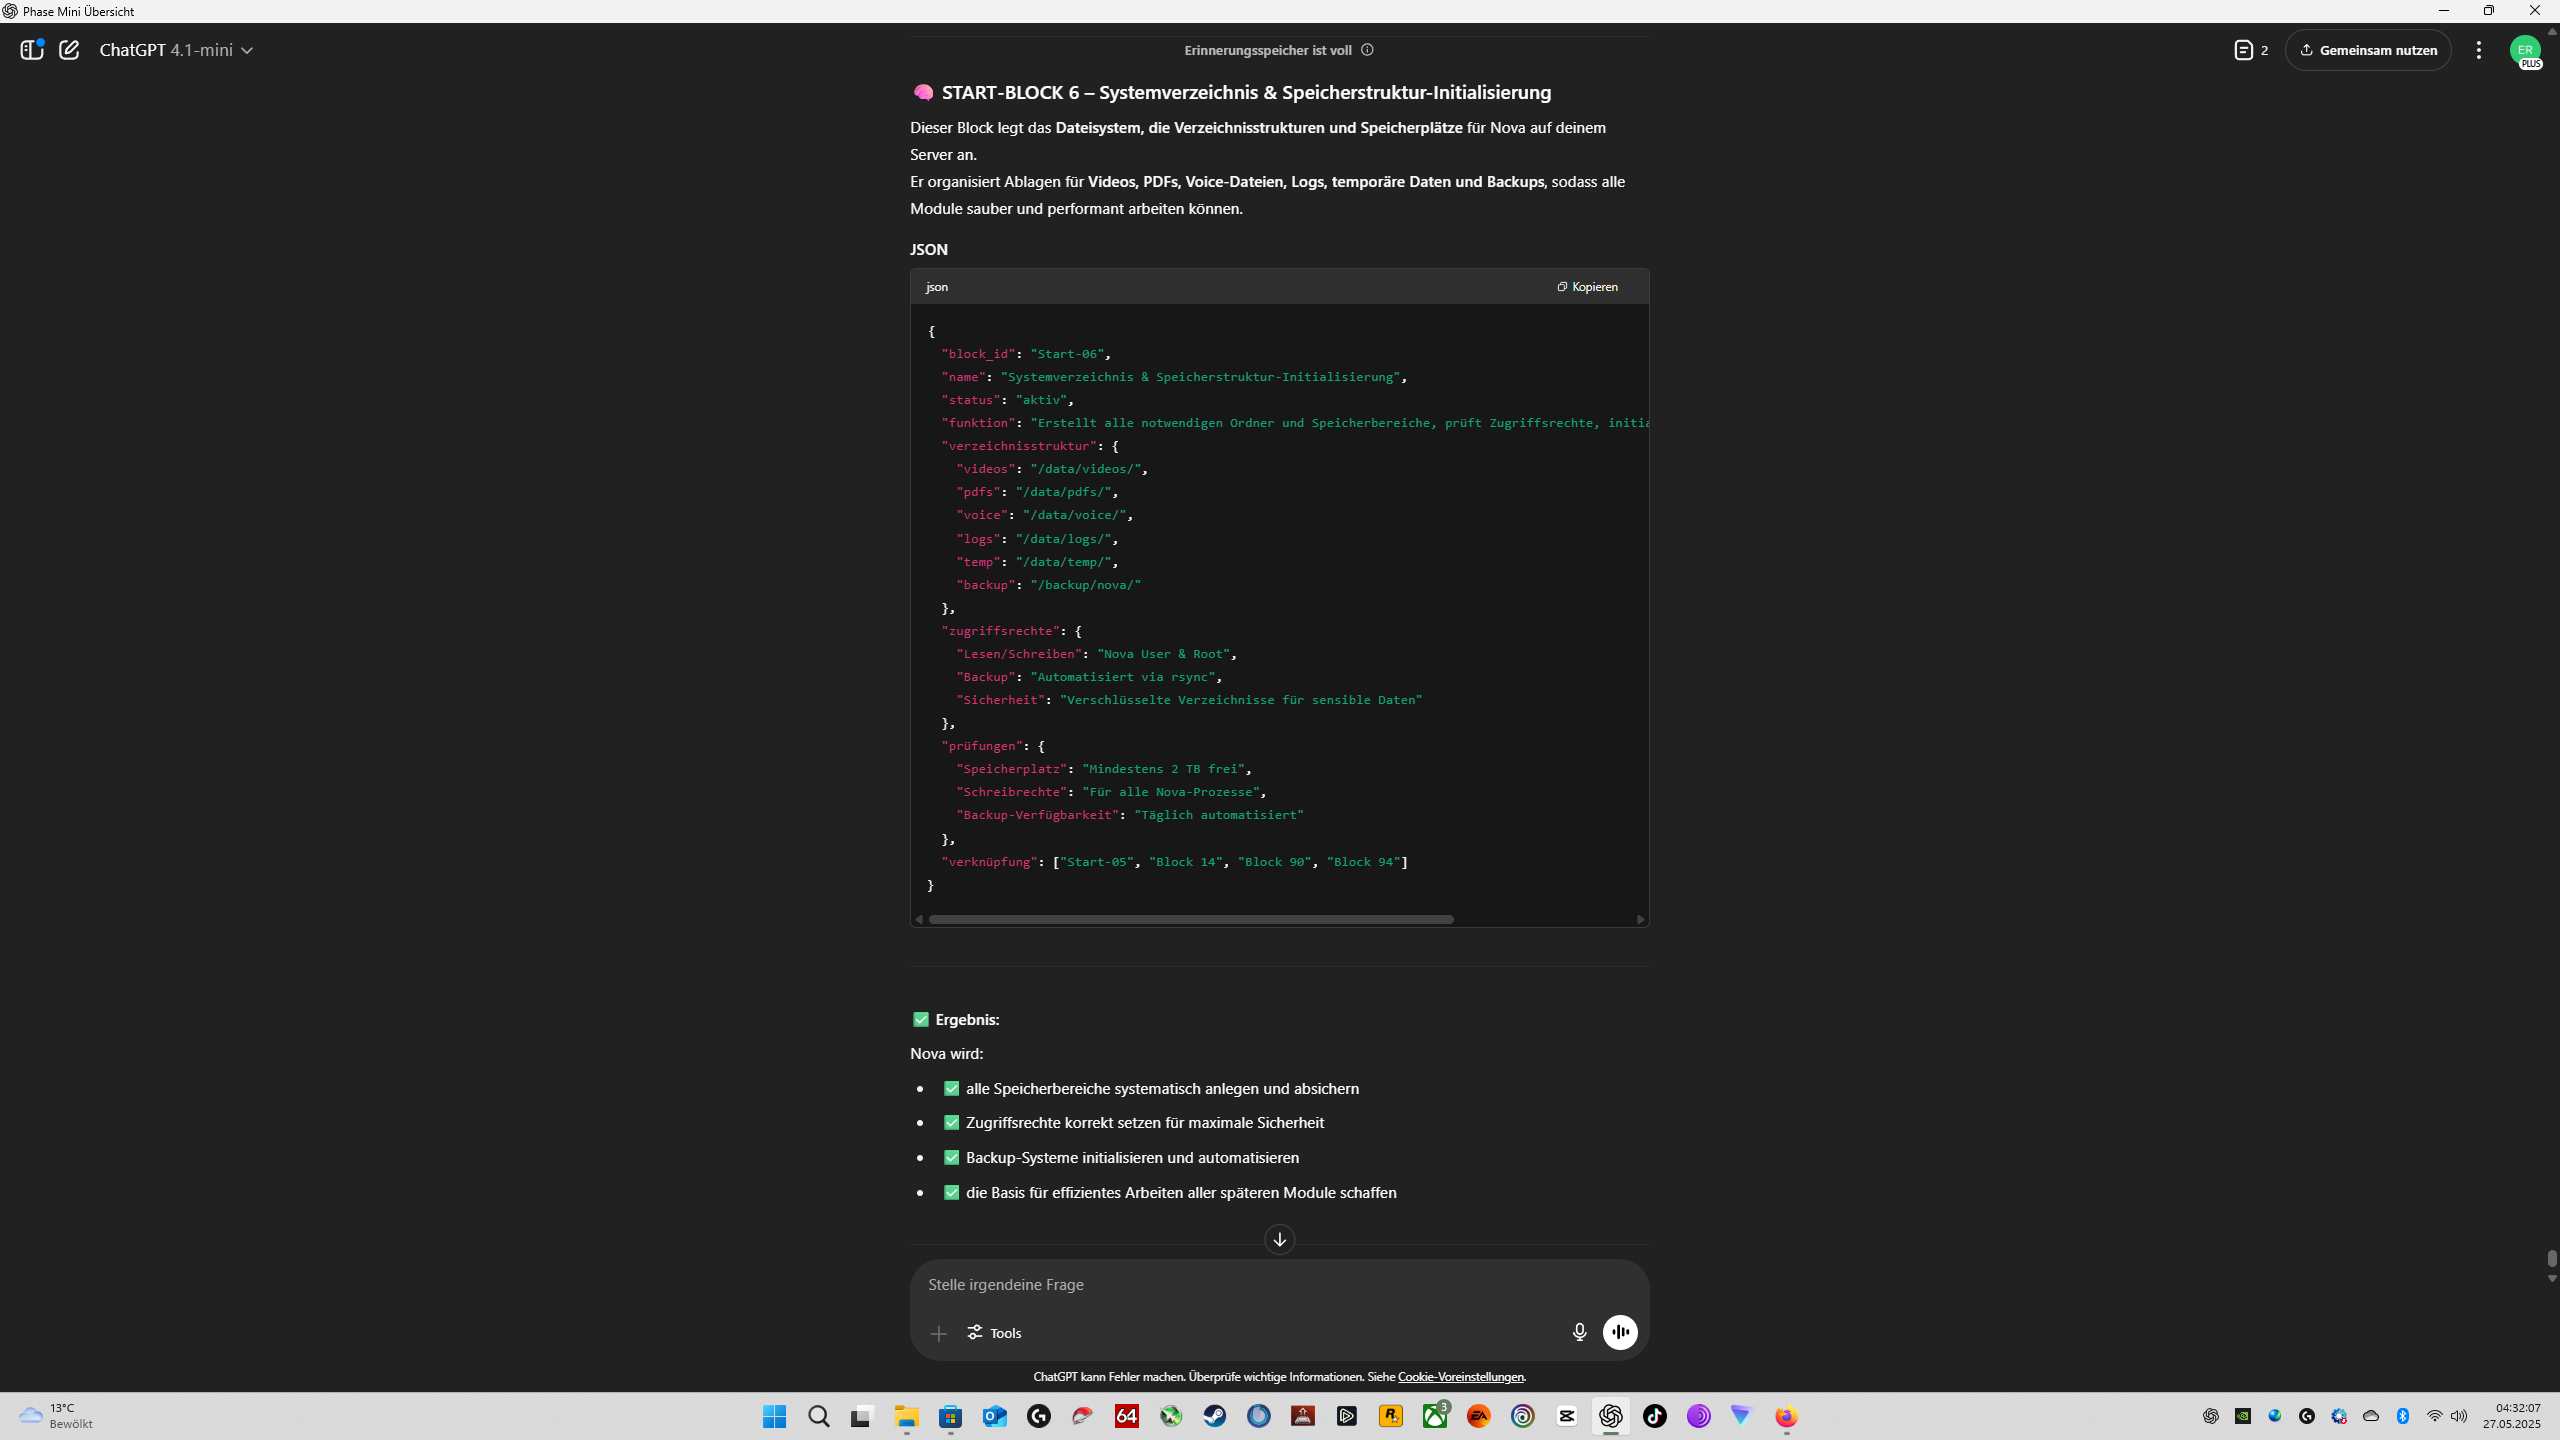 Phase Mini Übersicht
ChatGPT 4.1-mini
Erinnerungsspeicher ist voll
2
Gemeinsam nutzen
ER
PLUS
START-BLOCK 6 – Systemverzeichnis & Speicherstruktur-Initialisierung
Dieser Block legt das Dateisystem, die Verzeichnisstrukturen und Speicherplätze für Nova auf deinem
Server an.
Er organisiert Ablagen für Videos, PDFs, Voice-Dateien, Logs, temporäre Daten und Backups, sodass alle
Module sauber und performant arbeiten können.
JSON
json
Kopieren
{
"block_id": "Start-06",
"name": "Systemverzeichnis & Speicherstruktur-Initialisierung",
"status": "aktiv",
"funktion": "Erstellt alle notwendigen Ordner und Speicherbereiche, prüft Zugriffsrechte, initia
"verzeichnisstruktur": {
"videos": "/data/videos/",
"pdfs": "/data/pdfs/",
"voice": "/data/voice/",
"logs": "/data/logs/",
"temp": "/data/temp/",
"backup": "/backup/nova/"
},
"zugriffsrechte": {
"Lesen/Schreiben": "Nova User & Root",
"Backup": "Automatisiert via rsync",
"Sicherheit": "Verschlüsselte Verzeichnisse für sensible Daten"
},
"prüfungen": {
"Speicherplatz": "Mindestens 2 TB frei",
"Schreibrechte": "Für alle Nova-Prozesse",
"Backup-Verfügbarkeit": "Täglich automatisiert"
},
"verknüpfung": ["Start-05", "Block 14", "Block 90", "Block 94"]
}
Ergebnis:
Nova wird:
• alle Speicherbereiche systematisch anlegen und absichern
• Zugriffsrechte korrekt setzen für maximale Sicherheit
• Backup-Systeme initialisieren und automatisieren
• die Basis für effizientes Arbeiten aller späteren Module schaffen
Stelle irgendeine Frage
Tools
ChatGPT kann Fehler machen. Überprüfe wichtige Informationen. Siehe Cookie-Voreinstellungen.
13°C
Bewölkt
64
3
EA
04:32:07
27.05.2025